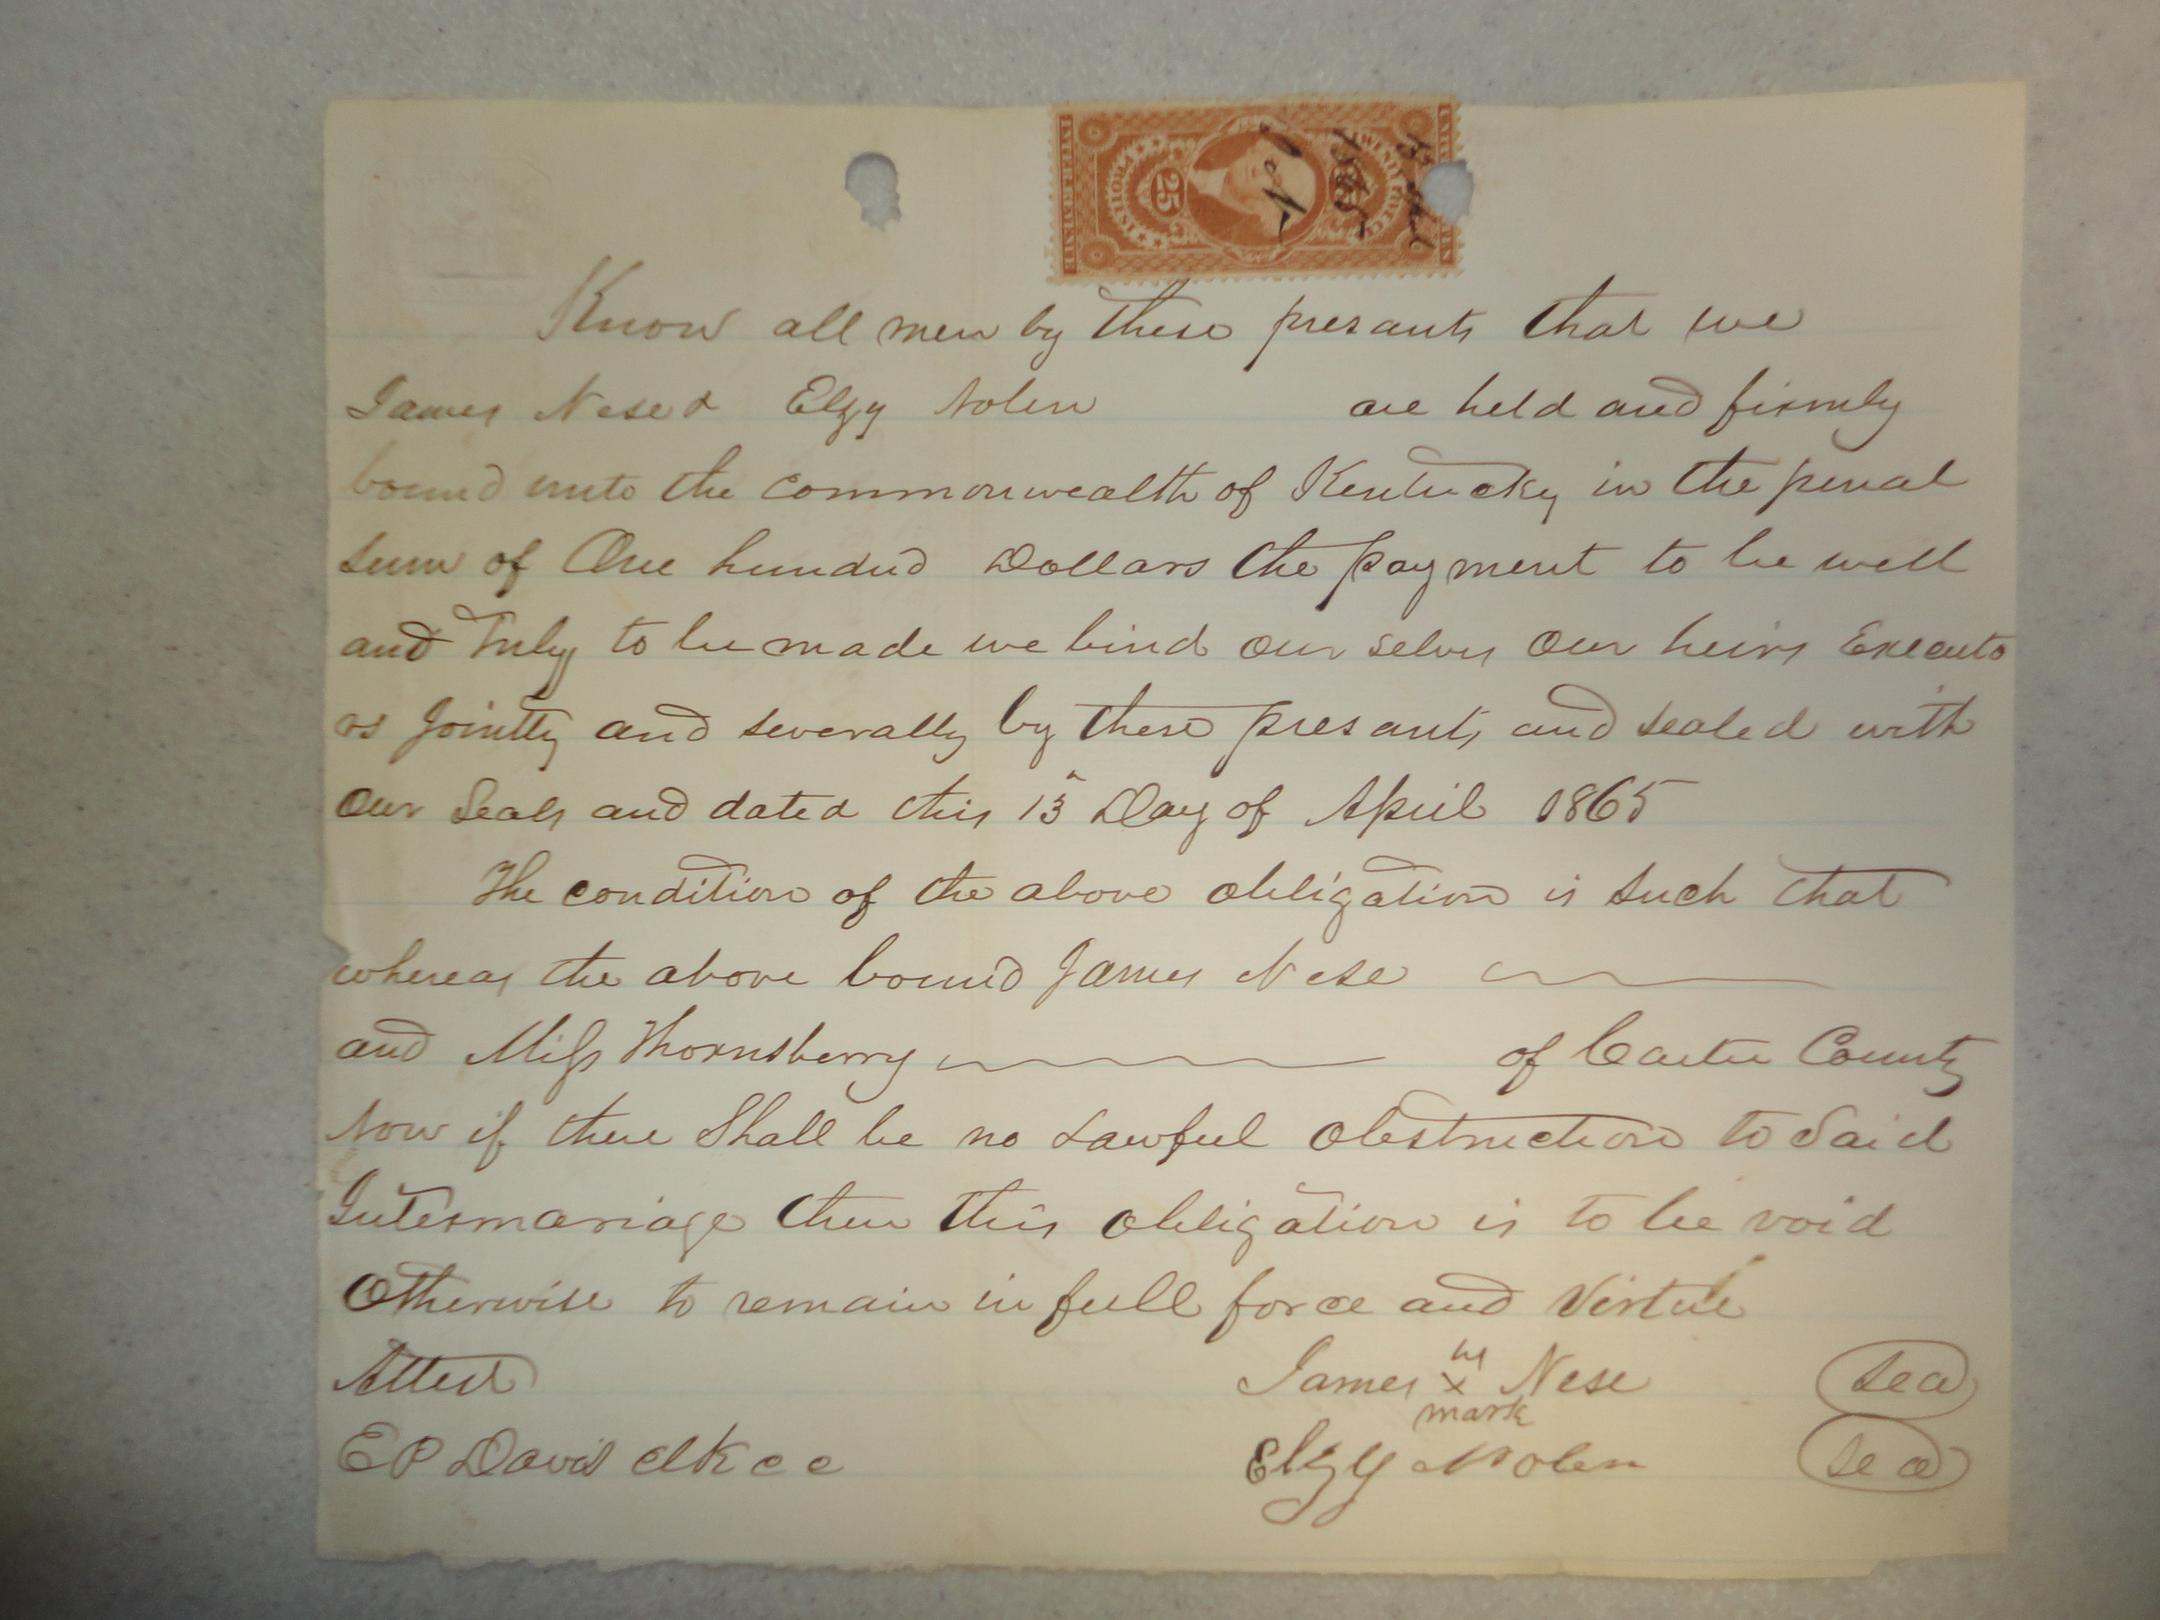 25
1865
Know all men by these presants that we
James Nese & Elzy Nolen are held and firmly
bound unto the commonwealth of Kentucky in the penal
sum of One hundred Dollars the payment to be well
and Truly to be made we bind our selves our heirs Executo
rs Jointly and severally by these presants and sealed with
our Seals and dated this 13 Day of April 1865
The condition of the above obligation is such that
whereas the above bound James Nese
and Miss Thornsberry of Carter County
Now if there Shall be no Lawful obstruction to Said
Intermariage then this obligation is to be void
Otherwise to remain in full force and Virtue
Attest James his x mark Nese Sea
E P Davis clk c c Elzy Nolen Sea